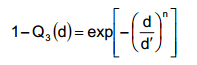 1-Q₃(d) = exp[-(d/d′)ⁿ]